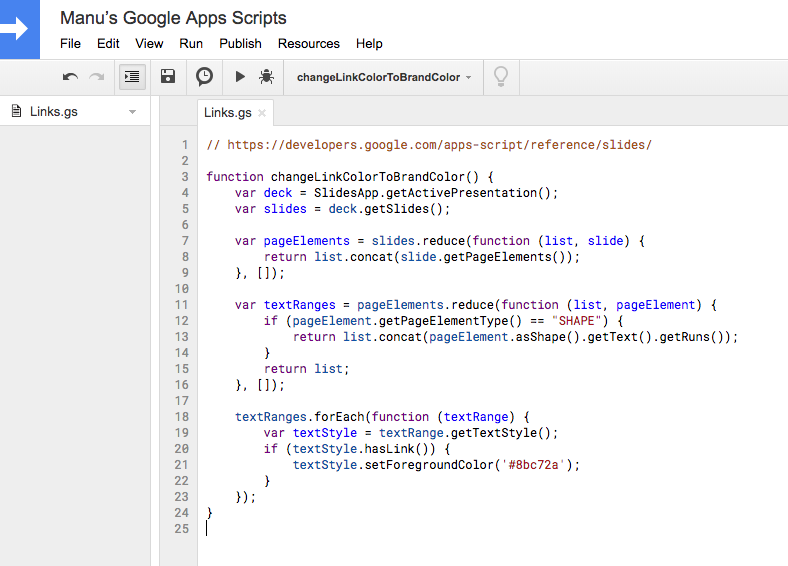 Manu’s Google Apps Scripts
File Edit View Run Publish Resources Help
changeLinkColorToBrandColor
Links.gs
Links.gs
1 // https://developers.google.com/apps-script/reference/slides/
2
3 function changeLinkColorToBrandColor() {
4     var deck = SlidesApp.getActivePresentation();
5     var slides = deck.getSlides();
6
7     var pageElements = slides.reduce(function (list, slide) {
8         return list.concat(slide.getPageElements());
9     }, []);
10
11     var textRanges = pageElements.reduce(function (list, pageElement) {
12         if (pageElement.getPageElementType() == "SHAPE") {
13             return list.concat(pageElement.asShape().getText().getRuns());
14         }
15         return list;
16     }, []);
17
18     textRanges.forEach(function (textRange) {
19         var textStyle = textRange.getTextStyle();
20         if (textStyle.hasLink()) {
21             textStyle.setForegroundColor('#8bc72a');
22         }
23     });
24 }
25